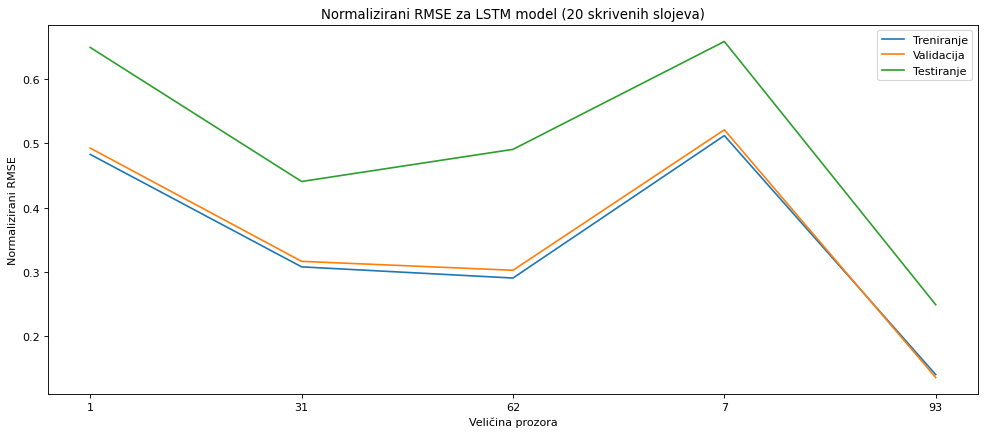 Normalizirani RMSE za LSTM model (20 skrivenih slojeva)
Treniranje
Validacija
Testiranje
Normalizirani RMSE
0.6
0.5
0.4
0.3
0.2
1 31 62 7 93
Veličina prozora